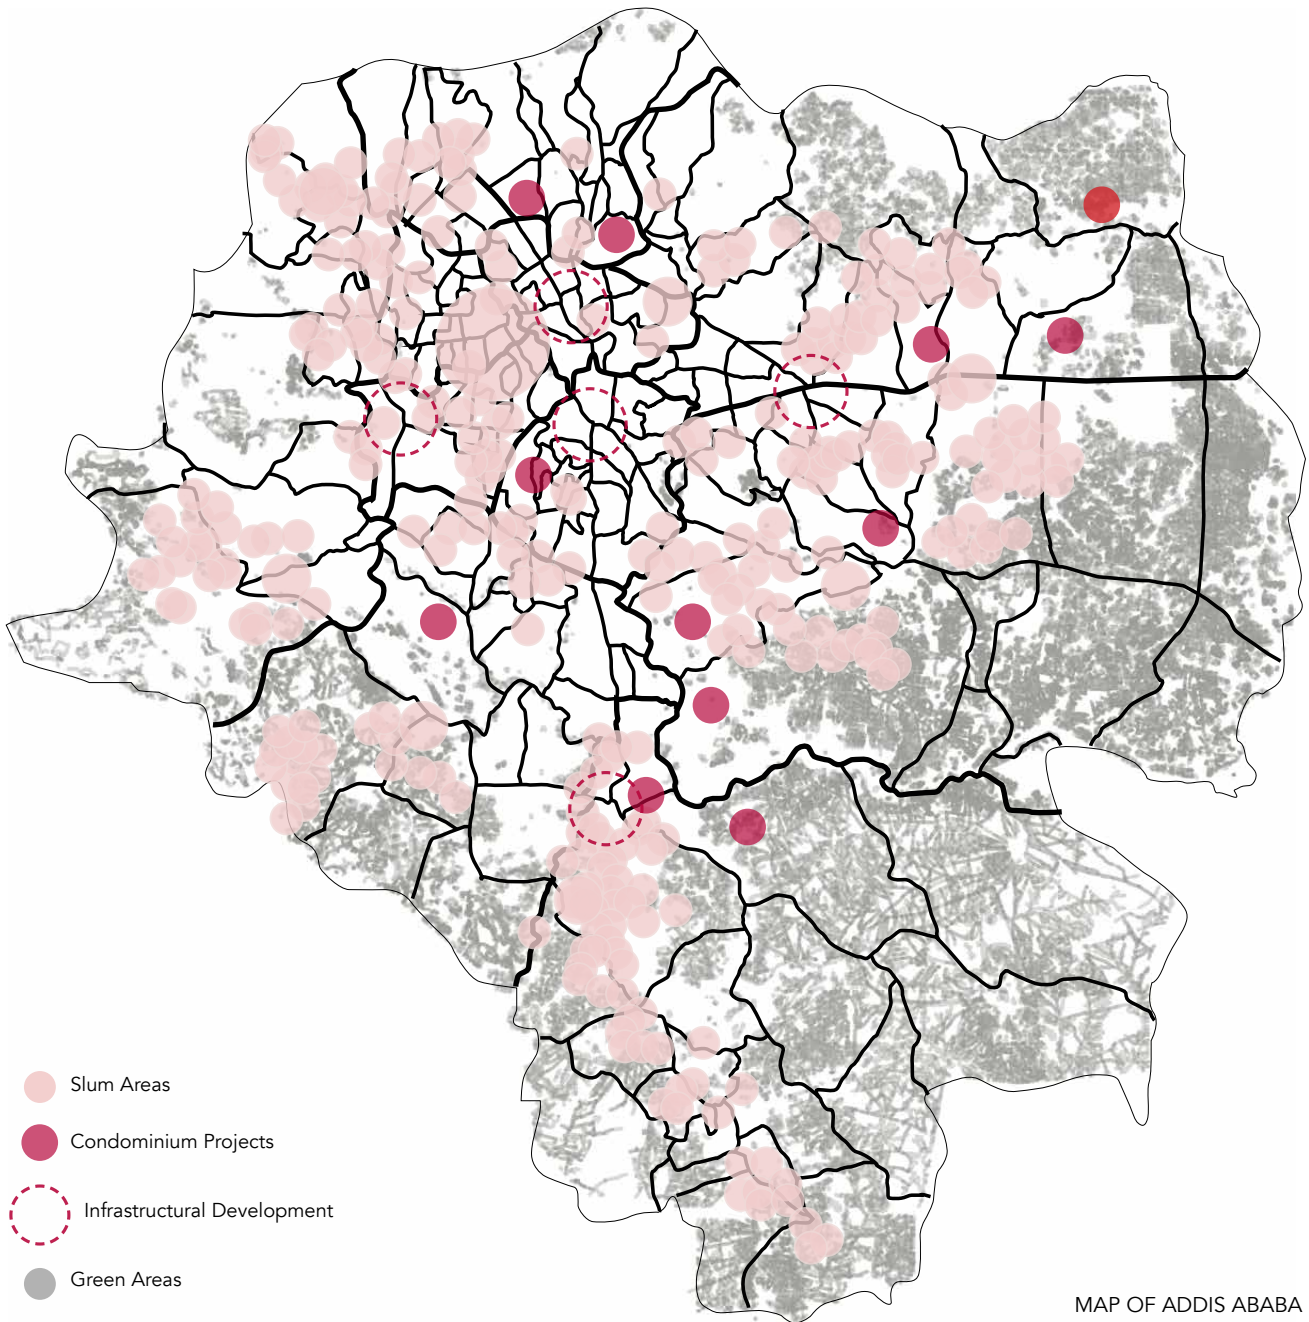 Slum Areas
Condominium Projects
Infrastructural Development
Green Areas
MAP OF ADDIS ABABA